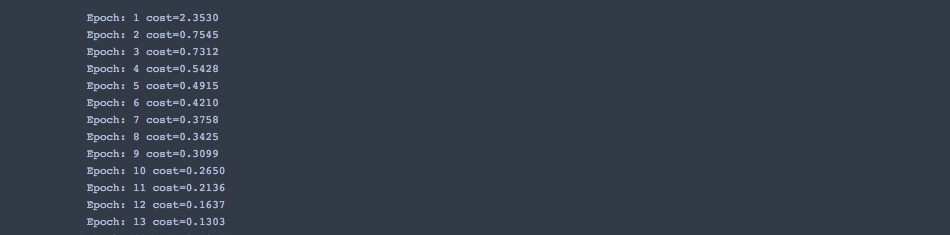 Epoch: 1 cost=2.3530
Epoch: 2 cost=0.7545
Epoch: 3 cost=0.7312
Epoch: 4 cost=0.5428
Epoch: 5 cost=0.4915
Epoch: 6 cost=0.4210
Epoch: 7 cost=0.3758
Epoch: 8 cost=0.3425
Epoch: 9 cost=0.3099
Epoch: 10 cost=0.2650
Epoch: 11 cost=0.2136
Epoch: 12 cost=0.1637
Epoch: 13 cost=0.1303